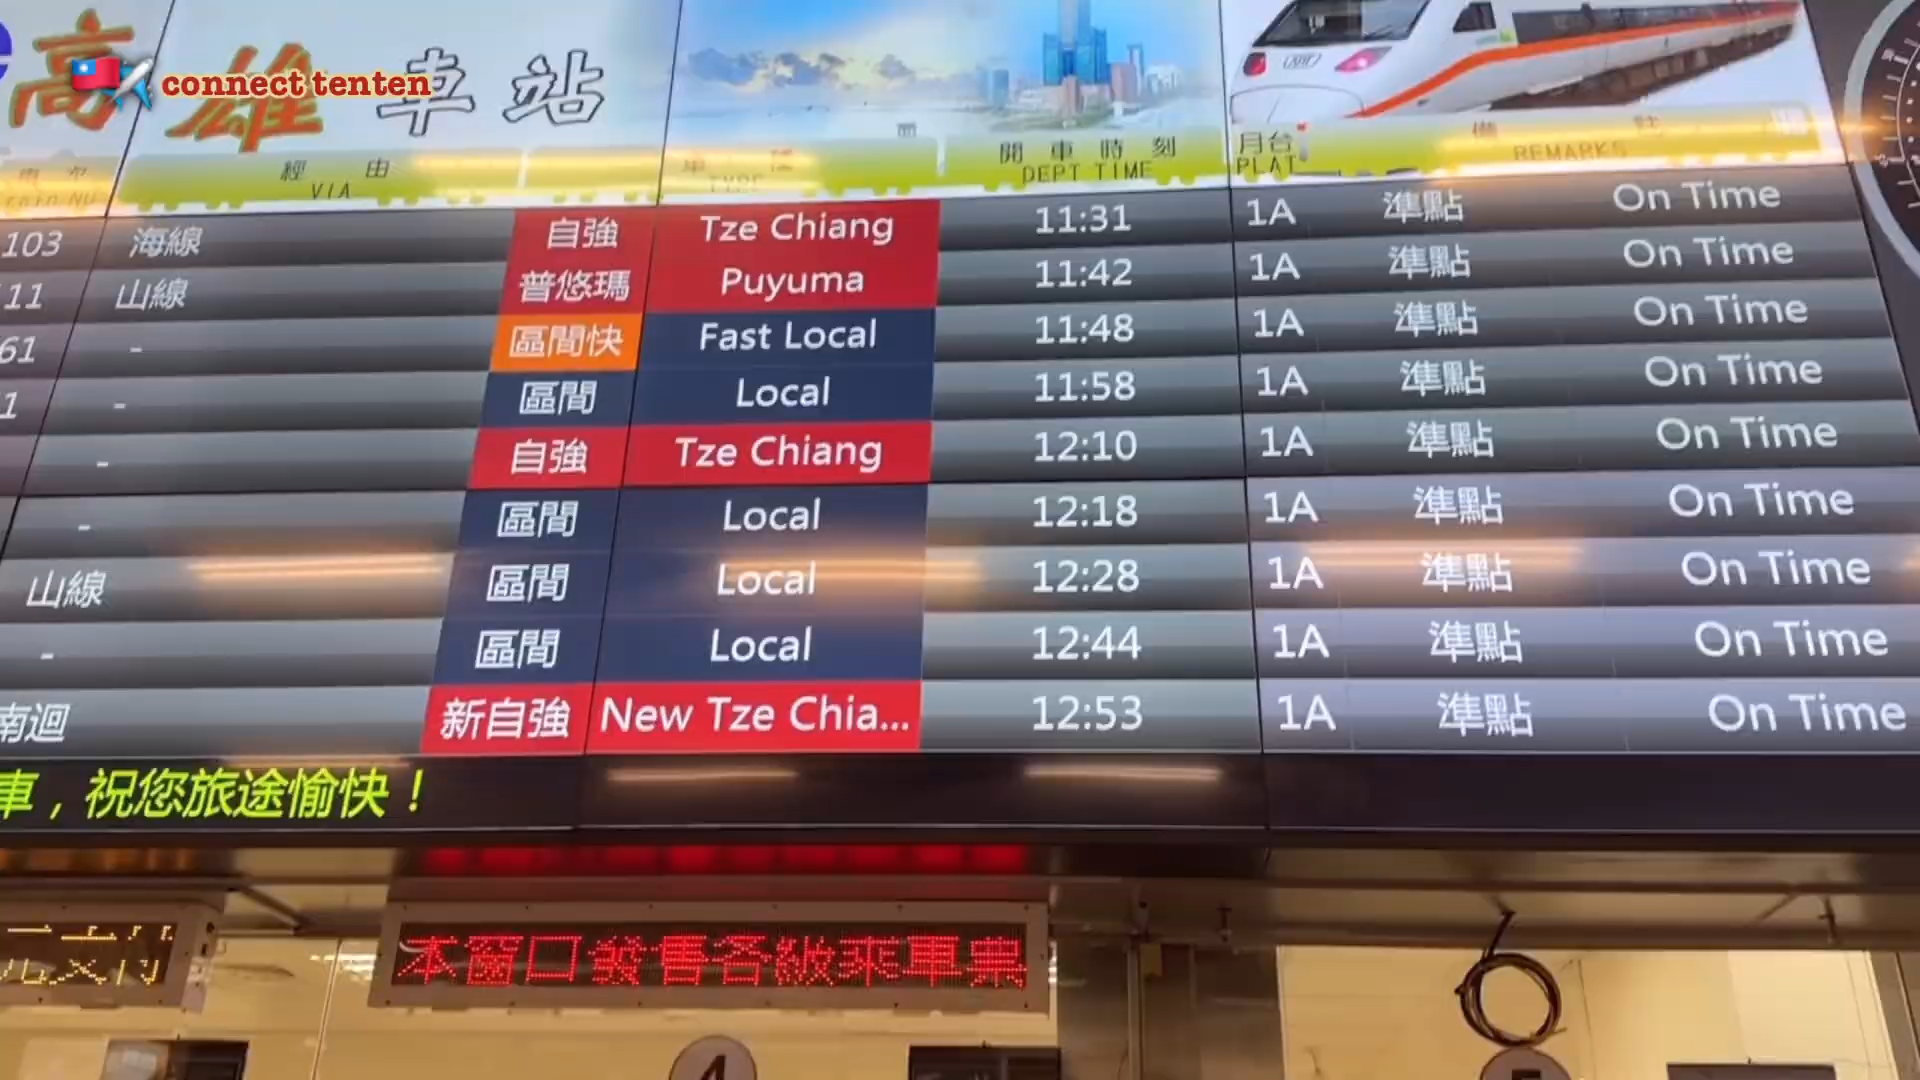 高雄車站
connect tenten
經由 開車時刻 月台 備註
VIA TYPE DEPT TIME PLAT REMARKS
103 海線 自強 Tze Chiang 11:31 1A 準點 On Time
11 山線 普悠瑪 Puyuma 11:42 1A 準點 On Time
61 - 區間快 Fast Local 11:48 1A 準點 On Time
1 - 區間 Local 11:58 1A 準點 On Time
- 自強 Tze Chiang 12:10 1A 準點 On Time
- 區間 Local 12:18 1A 準點 On Time
山線 區間 Local 12:28 1A 準點 On Time
- 區間 Local 12:44 1A 準點 On Time
南迴 新自強 New Tze Chia... 12:53 1A 準點 On Time
車，祝您旅途愉快！
本窗口發售各級乘車票
4